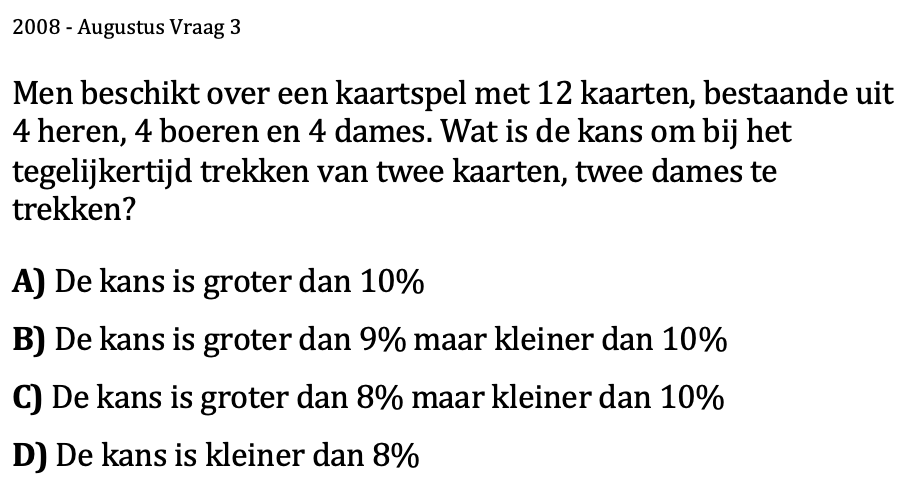 2008 - Augustus Vraag 3
Men beschikt over een kaartspel met 12 kaarten, bestaande uit
4 heren, 4 boeren en 4 dames. Wat is de kans om bij het
tegelijkertijd trekken van twee kaarten, twee dames te
trekken?
A) De kans is groter dan 10%
B) De kans is groter dan 9% maar kleiner dan 10%
C) De kans is groter dan 8% maar kleiner dan 10%
D) De kans is kleiner dan 8%